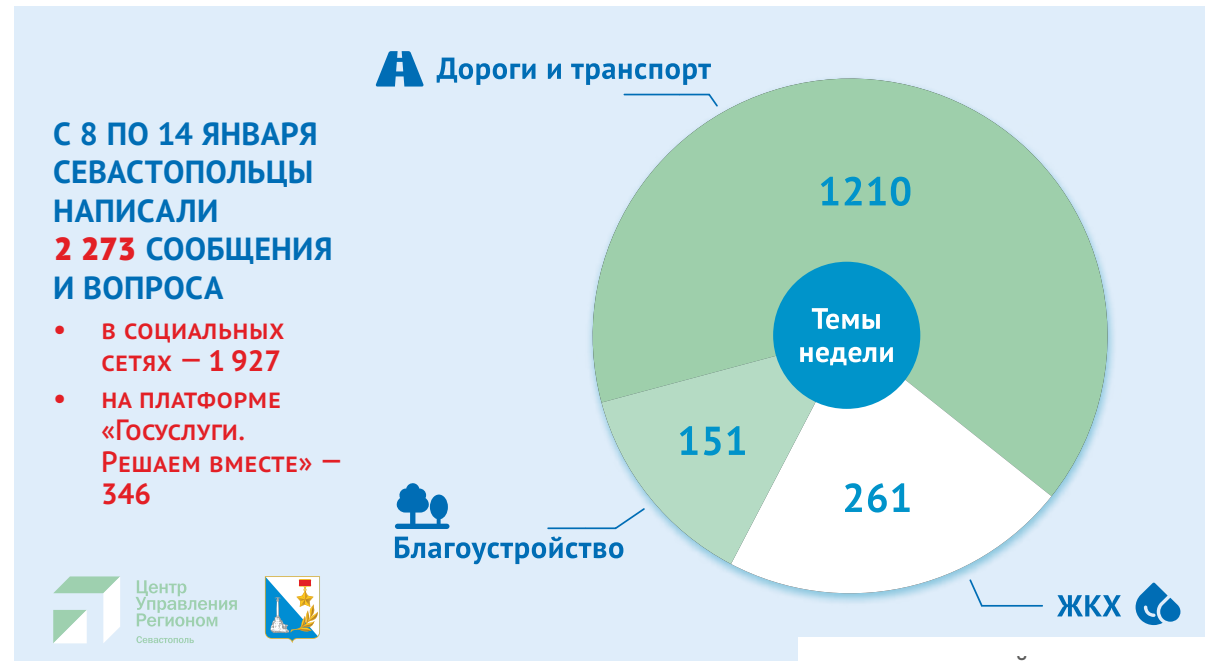 С 8 ПО 14 ЯНВАРЯ
СЕВАСТОПОЛЬЦЫ
НАПИСАЛИ
2 273 СООБЩЕНИЯ
И ВОПРОСА
• В СОЦИАЛЬНЫХ
СЕТЯХ – 1 927
• НА ПЛАТФОРМЕ
«ГОСУСЛУГИ.
РЕШАЕМ ВМЕСТЕ» –
346
Дороги и транспорт
1210
Темы
недели
151
261
Благоустройство
ЖКХ
Центр
Управления
Регионом
Севастополь